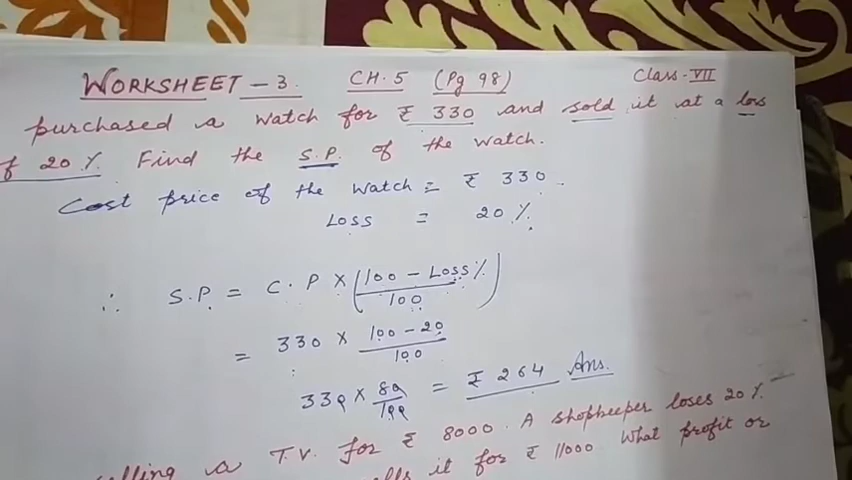 WORKSHEET - 3. CH. 5 (Pg 98) Class - VII
purchased a watch for ₹ 330 and sold it at a loss
of 20 %. Find the S.P. of the watch.
Cost price of the watch = ₹ 330
Loss = 20 %.
∴ S.P. = C.P × (100 - Loss% / 100)
= 330 × 100 - 20 / 100
330 × 80 / 100 = ₹ 264 Ans.
a T.V. for ₹ 8000. A shopkeeper loses 20 %.
it for ₹ 11000 What profit or